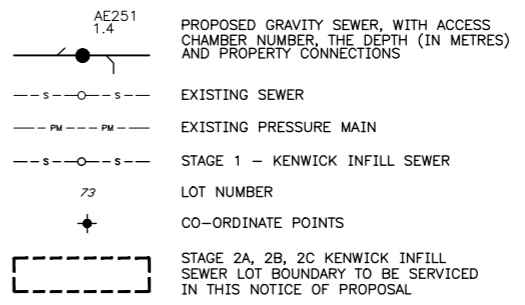 AE251
1.4
PROPOSED GRAVITY SEWER, WITH ACCESS
CHAMBER NUMBER, THE DEPTH (IN METRES)
AND PROPERTY CONNECTIONS
S S
EXISTING SEWER
PM PM
EXISTING PRESSURE MAIN
S S
STAGE 1 – KENWICK INFILL SEWER
73
LOT NUMBER
CO–ORDINATE POINTS
STAGE 2A, 2B, 2C KENWICK INFILL
SEWER LOT BOUNDARY TO BE SERVICED
IN THIS NOTICE OF PROPOSAL